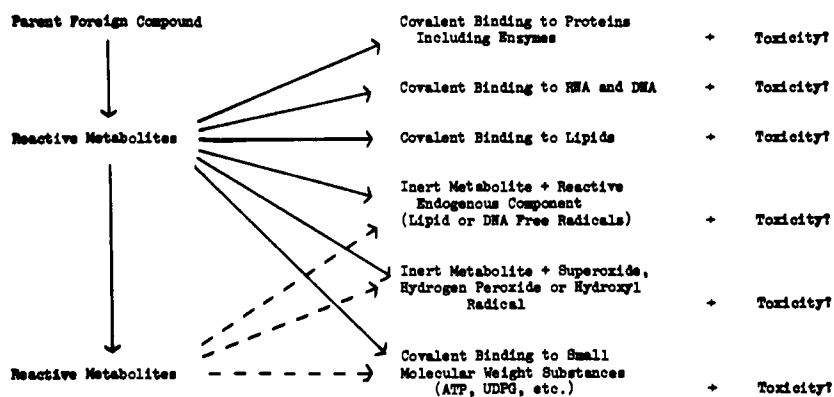 Parent Foreign Compound
Covalent Binding to Proteins
Including Enzymes → Toxicity?
Covalent Binding to RNA and DNA → Toxicity?
Reactive Metabolites
Covalent Binding to Lipids → Toxicity?
Inert Metabolite + Reactive
Endogenous Component
(Lipid or DNA Free Radicals) → Toxicity?
Inert Metabolite + Superoxide,
Hydrogen Peroxide or Hydroxyl
Radical → Toxicity?
Reactive Metabolites
Covalent Binding to Small
Molecular Weight Substances
(ATP, UDPG, etc.) → Toxicity?